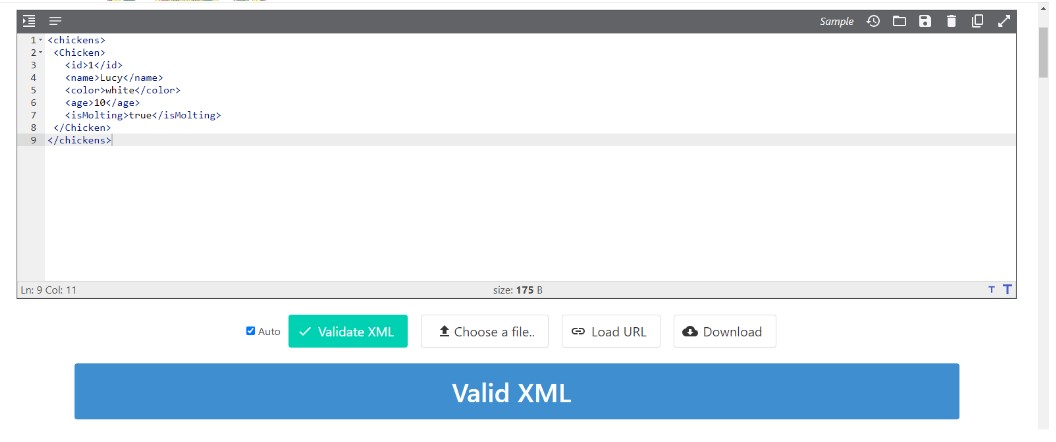 Sample
1 <chickens>
2 <Chicken>
3 <id>1</id>
4 <name>Lucy</name>
5 <color>white</color>
6 <age>10</age>
7 <isMolting>true</isMolting>
8 </Chicken>
9 </chickens>
Ln: 9 Col: 11 size: 175 B T T
Auto Validate XML Choose a file.. Load URL Download
Valid XML